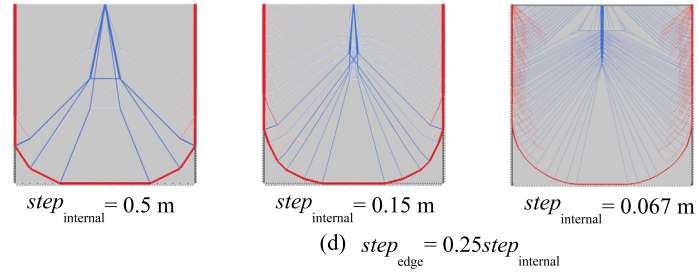 step internal = 0.5 m
step internal = 0.15 m
step internal = 0.067 m
(d) step edge = 0.25step internal